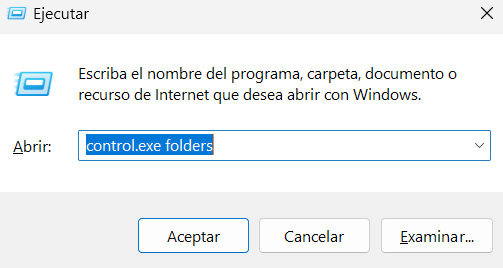 Ejecutar
Escriba el nombre del programa, carpeta, documento o
recurso de Internet que desea abrir con Windows.
Abrir: control.exe folders
Aceptar Cancelar Examinar...